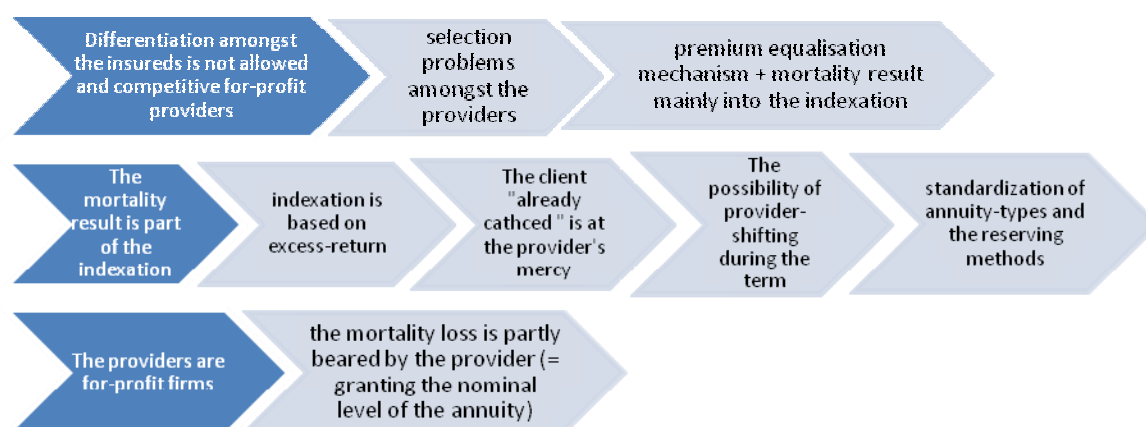 Differentiation amongst
the insureds is not allowed
and competitive for-profit
providers
selection
problems
amongst the
providers
premium equalisation
mechanism + mortality result
mainly into the indexation
The
mortality
result is part
of the
indexation
indexation is
based on
excess-return
The client
"already
cathced " is at
the provider's
mercy
The
possibility of
provider-
shifting
during the
term
standardization of
annuity-types and
the reserving
methods
The providers are
for-profit firms
the mortality loss is partly
beared by the provider (=
granting the nominal
level of the annuity)